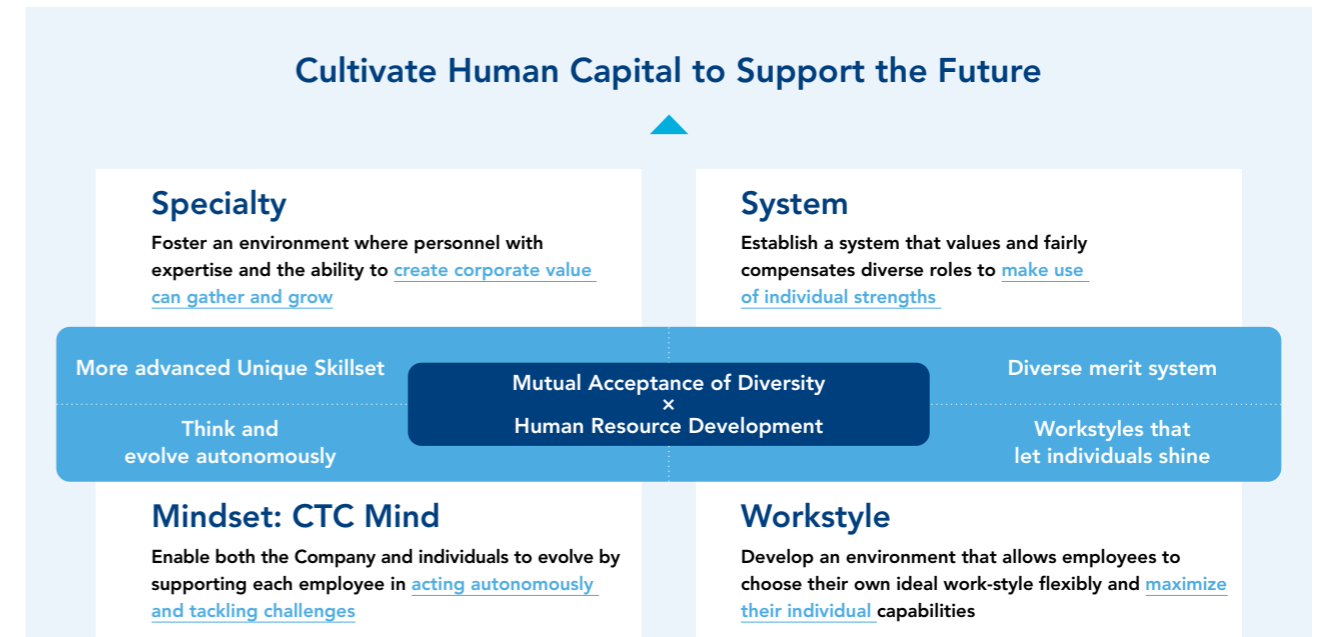 Cultivate Human Capital to Support the Future
Specialty
Foster an environment where personnel with
expertise and the ability to create corporate value
can gather and grow
System
Establish a system that values and fairly
compensates diverse roles to make use
of individual strengths
More advanced Unique Skillset
Think and
evolve autonomously
Mutual Acceptance of Diversity
×
Human Resource Development
Diverse merit system
Workstyles that
let individuals shine
Mindset: CTC Mind
Enable both the Company and individuals to evolve by
supporting each employee in acting autonomously
and tackling challenges
Workstyle
Develop an environment that allows employees to
choose their own ideal work-style flexibly and maximize
their individual capabilities